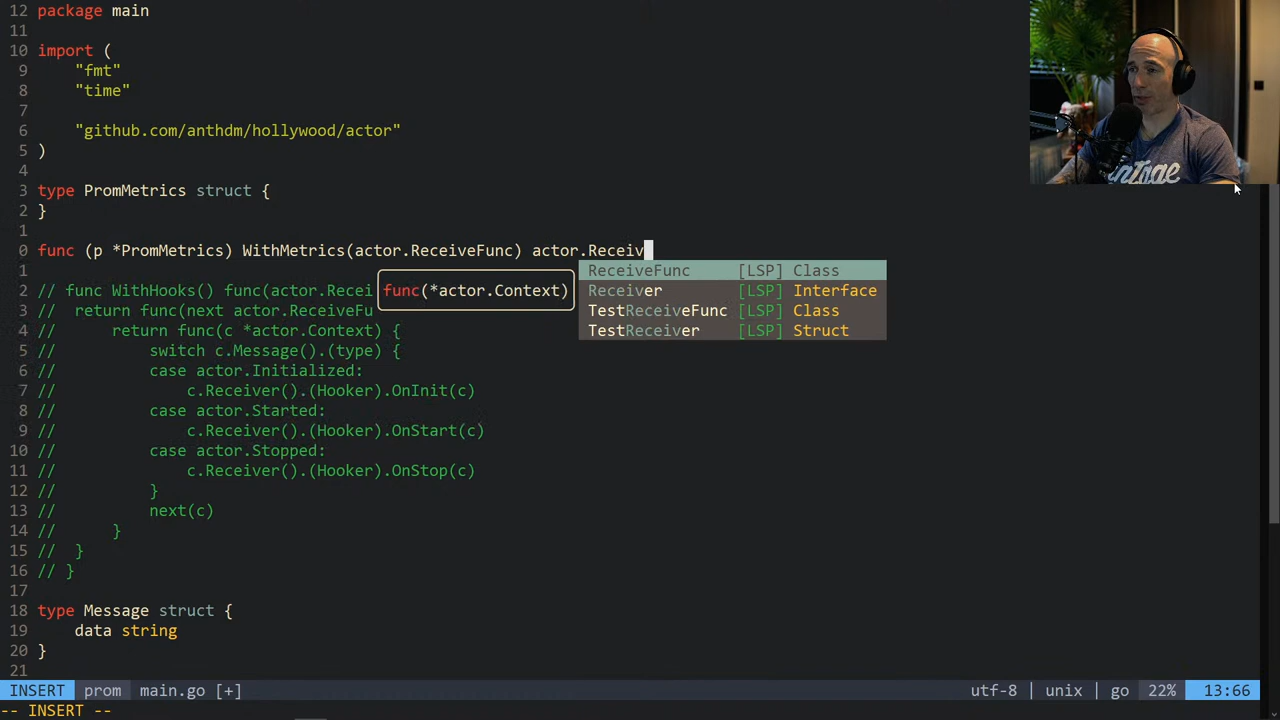 12 package main
11
10 import (
9 "fmt"
8 "time"
7
6 "github.com/anthdm/hollywood/actor"
5 )
4
3 type PromMetrics struct {
2 }
1
0 func (p *PromMetrics) WithMetrics(actor.ReceiveFunc) actor.Receiv
1 ReceiveFunc [LSP] Class
2 // func WithHooks() func(actor.Recei func(*actor.Context) Receiver [LSP] Interface
3 // return func(next actor.ReceiveFu TestReceiveFunc [LSP] Class
4 // return func(c *actor.Context) { TestReceiver [LSP] Struct
5 // switch c.Message().(type) {
6 // case actor.Initialized:
7 // c.Receiver().(Hooker).OnInit(c)
8 // case actor.Started:
9 // c.Receiver().(Hooker).OnStart(c)
10 // case actor.Stopped:
11 // c.Receiver().(Hooker).OnStop(c)
12 // }
13 // next(c)
14 // }
15 // }
16 // }
17
18 type Message struct {
19 data string
20 }
21
INSERT prom main.go [+] utf-8 | unix | go 22% 13:66
-- INSERT --